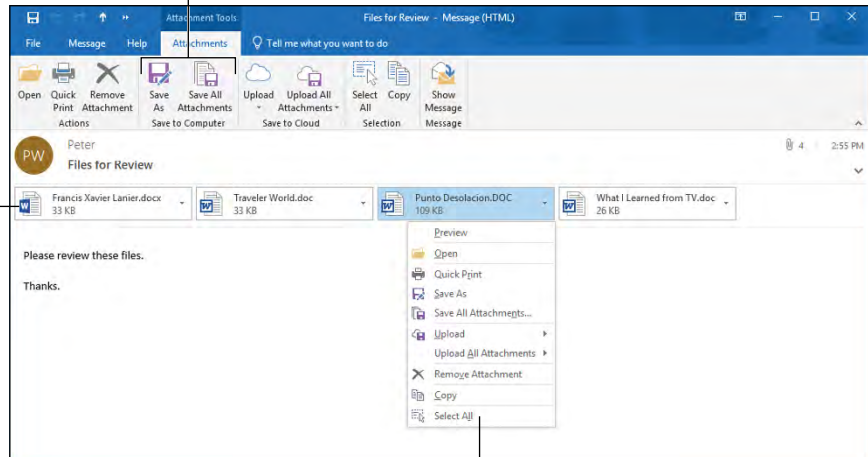 Attachment Tools
Files for Review - Message (HTML)
File Message Help Attachments Tell me what you want to do
Open Quick Print Remove Attachment Save As Save All Attachments Upload Upload All Attachments Select All Copy Show Message
Actions Save to Computer Save to Cloud Selection Message
PW
Peter
Files for Review
4 2:55 PM
Francis Xavier Lanier.docx
33 KB
Traveler World.doc
33 KB
Punto Desolacion.DOC
109 KB
What I Learned from TV.doc
26 KB
Please review these files.
Thanks.
Preview
Open
Quick Print
Save As
Save All Attachments...
Upload
Upload All Attachments
Remove Attachment
Copy
Select All